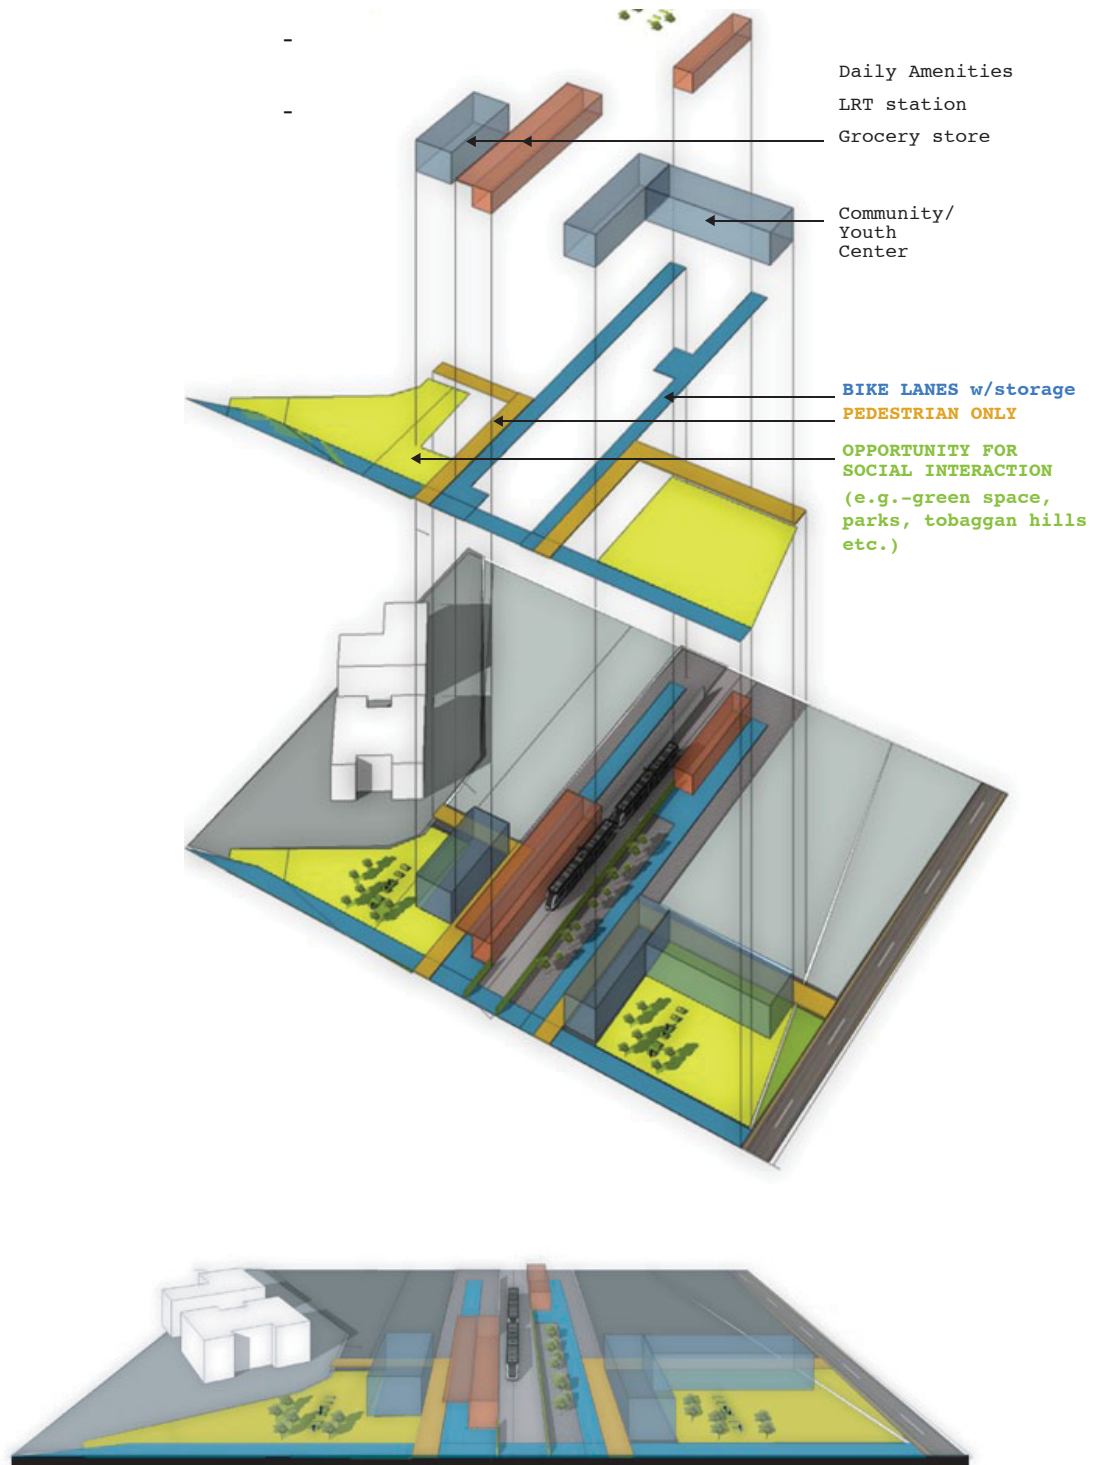 -
Daily Amenities
LRT station
-
Grocery store
Community/
Youth
Center
BIKE LANES w/storage
PEDESTRIAN ONLY
OPPORTUNITY FOR
SOCIAL INTERACTION
(e.g.-green space,
parks, tobaggan hills
etc.)